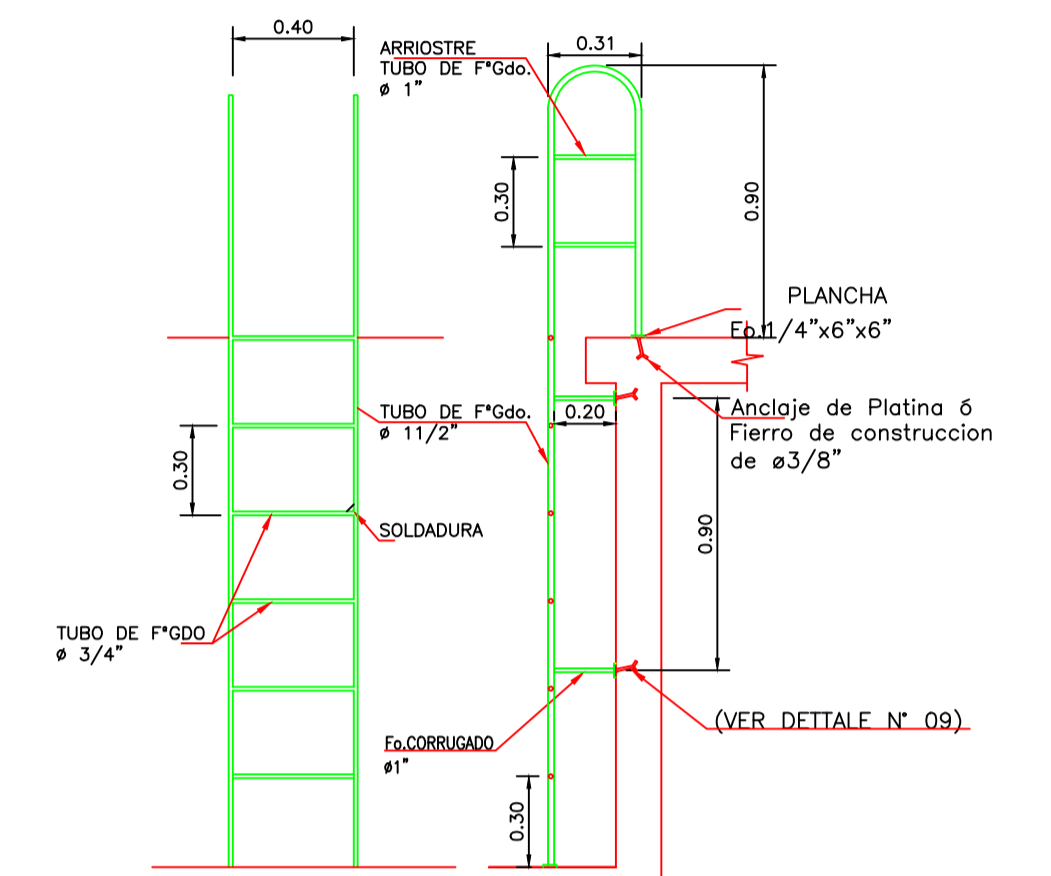 0.40
ARRIOSTRE
TUBO DE F°Gdo.
ø 1"
0.31
0.30
0.90
PLANCHA
Fo.1/4"x6"x6"
TUBO DE F°Gdo.
ø 11/2"
0.20
Anclaje de Platina ó
Fierro de construccion
de ø3/8"
0.30
SOLDADURA
0.90
TUBO DE F°GDO
ø 3/4"
(VER DETTALE N° 09)
Fo.CORRUGADO
ø1"
0.30